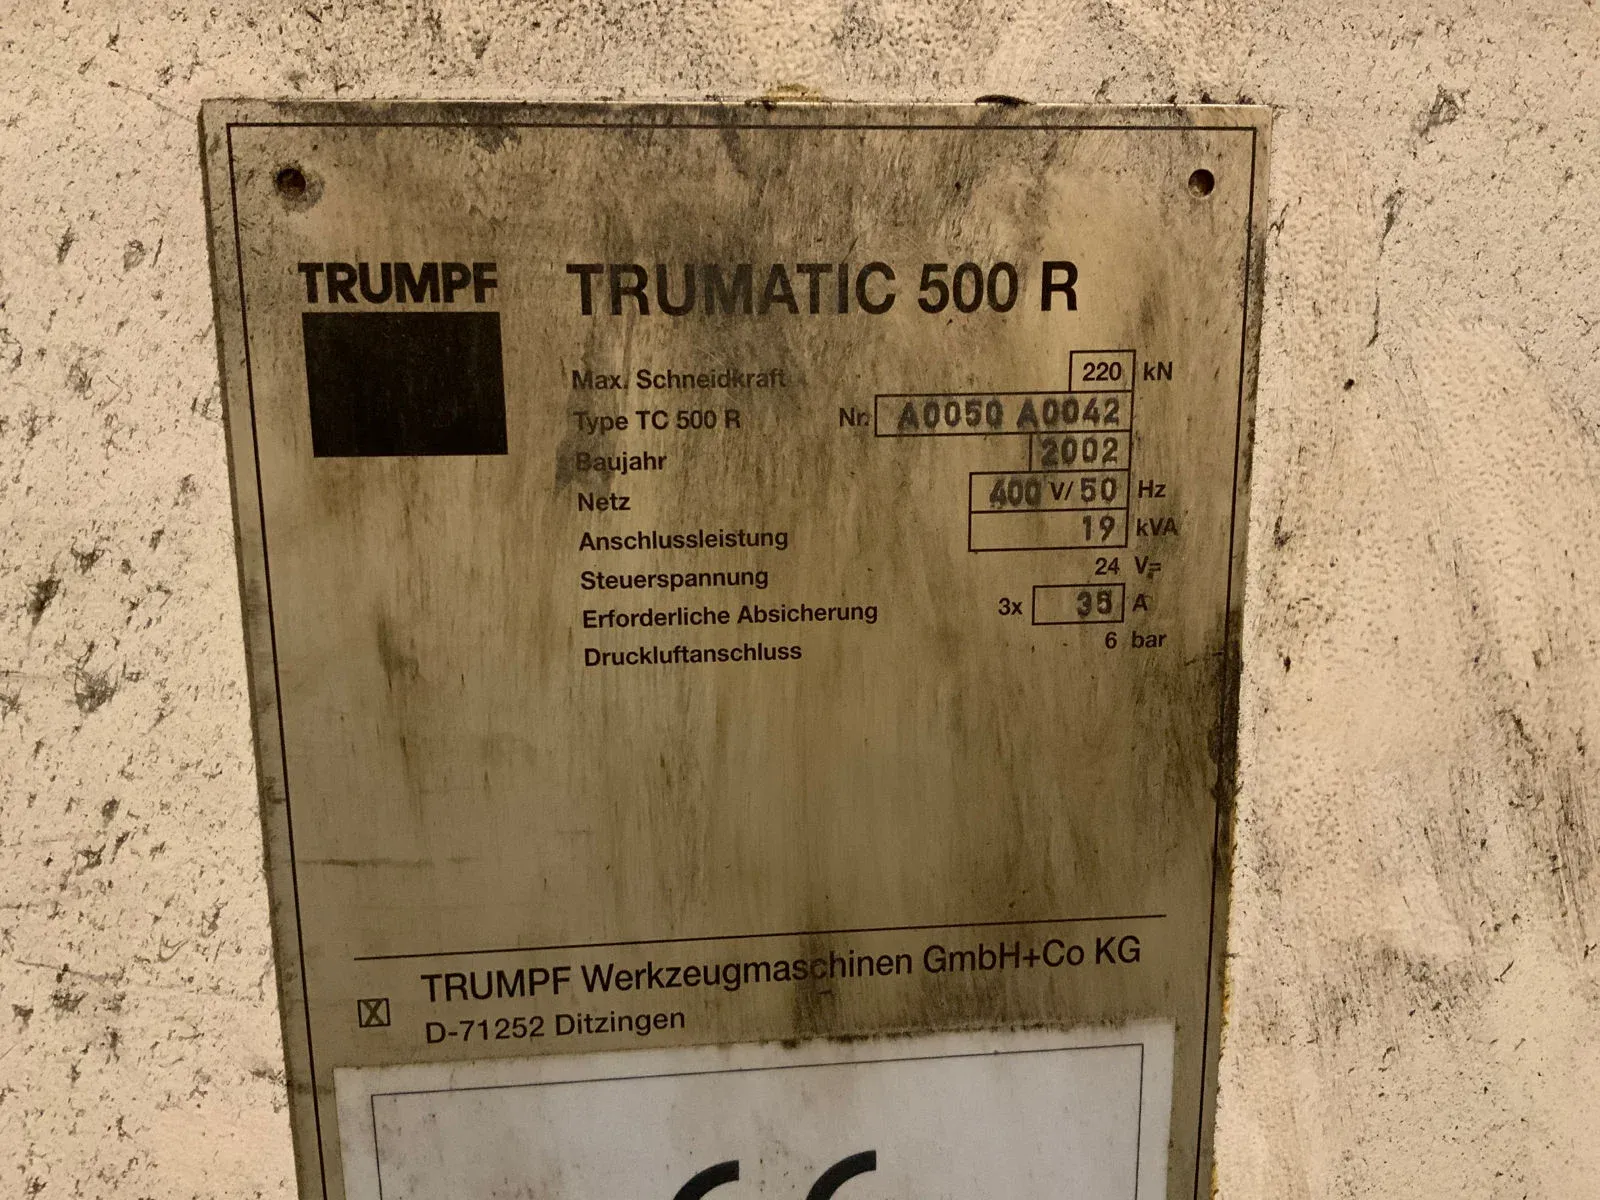 TRUMPF
TRUMATIC 500 R
Max. Schneidkraft 220 kN
Type TC 500 R Nr. A0050 A0042
Baujahr 2002
Netz 400 V/ 50 Hz
Anschlussleistung 19 kVA
Steuerspannung 24 V=
Erforderliche Absicherung 3x 35 A
Druckluftanschluss 6 bar
TRUMPF Werkzeugmaschinen GmbH+Co KG
X D-71252 Ditzingen
CE